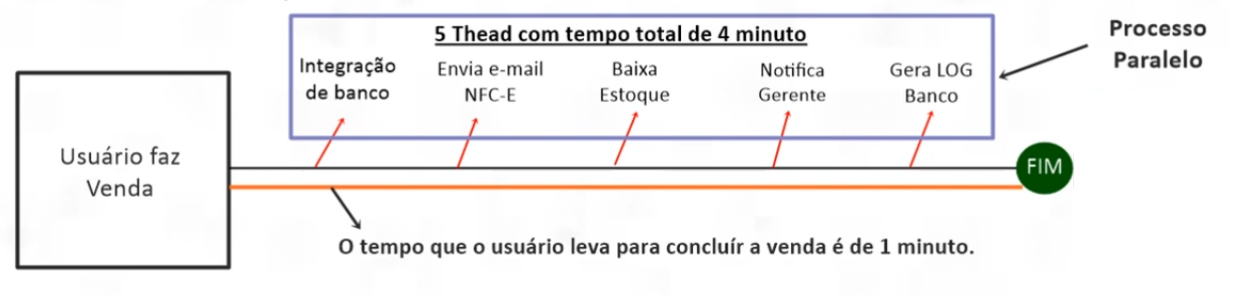 5 Thead com tempo total de 4 minuto
Processo
Paralelo
Integração
de banco
Envia e-mail
NFC-E
Baixa
Estoque
Notifica
Gerente
Gera LOG
Banco
Usuário faz
Venda
FIM
O tempo que o usuário leva para concluír a venda é de 1 minuto.